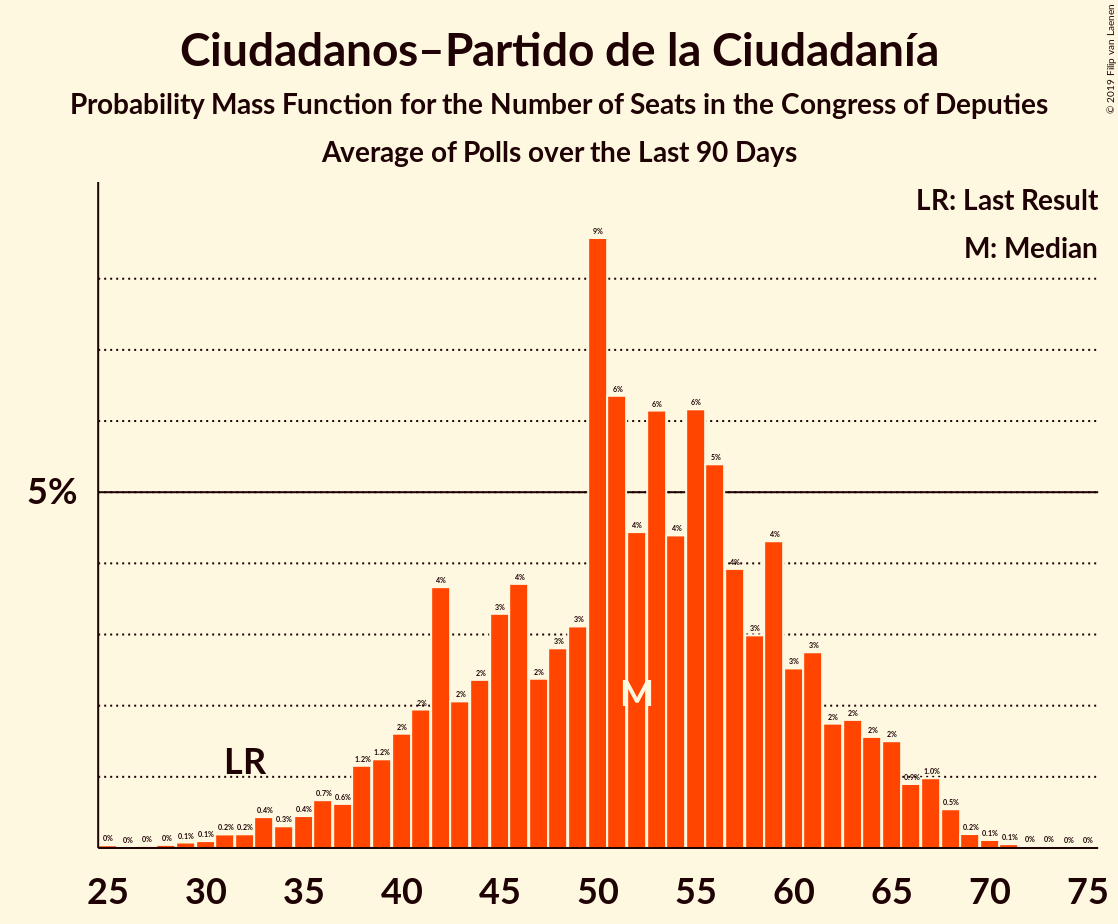 Ciudadanos–Partido de la Ciudadanía
Probability Mass Function for the Number of Seats in the Congress of Deputies
Average of Polls over the Last 90 Days
© 2019 Filip van Laenen
LR: Last Result
M: Median
5%
0% 0% 0% 0% 0.1% 0.1% 0.2% 0.2% 0.4% 0.3% 0.4% 0.7% 0.6% 1.2% 1.2% 2% 2% 4% 2% 2% 3% 4% 2% 3% 3% 9% 6% 4% 6% 4% 6% 5% 4% 3% 4% 3% 3% 2% 2% 2% 2% 0.9% 1.0% 0.5% 0.2% 0.1% 0.1% 0% 0% 0% 0%
LR
M
25 30 35 40 45 50 55 60 65 70 75